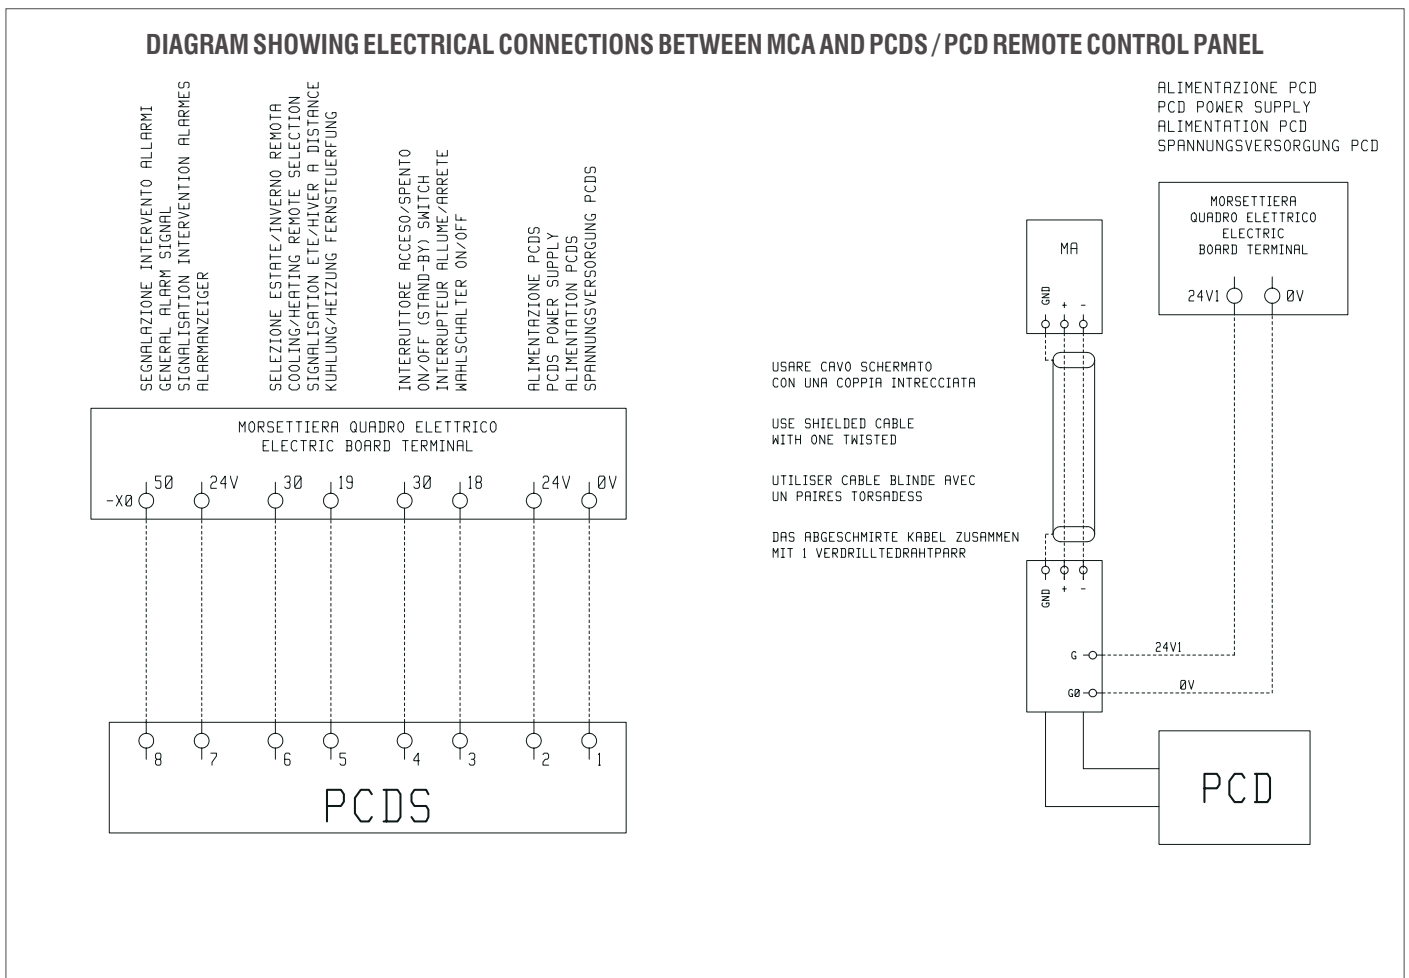 DIAGRAM SHOWING ELECTRICAL CONNECTIONS BETWEEN MCA AND PCDS / PCD REMOTE CONTROL PANEL
SEGNALAZIONE INTERVENTO ALLARMI
GENERAL ALARM SIGNAL
SIGNALISATION INTERVENTION ALARMES
ALARMANZEIGER
SELEZIONE ESTATE/INVERNO REMOTA
COOLING/HEATING REMOTE SELECTION
SIGNALISATION ETE/HIVER A DISTANCE
KUHLUNG/HEIZUNG FERNSTEUERFUNG
INTERRUTTORE ACCESO/SPENTO
ON/OFF (STAND-BY) SWITCH
INTERRUPTEUR ALLUME/ARRETE
WAHLSCHALTER ON/OFF
ALIMENTAZIONE PCDS
PCDS POWER SUPPLY
ALIMENTATION PCDS
SPANNUNGSVERSORGUNG PCDS
MORSETTIERA QUADRO ELETTRICO
ELECTRIC BOARD TERMINAL
-XØ 50 24V 30 19 30 18 24V ØV
8 7 6 5 4 3 2 1
PCDS
ALIMENTAZIONE PCD
PCD POWER SUPPLY
ALIMENTATION PCD
SPANNUNGSVERSORGUNG PCD
MORSETTIERA
QUADRO ELETTRICO
ELECTRIC
BOARD TERMINAL
24V1 ØV
MA
GND + -
USARE CAVO SCHERMATO
CON UNA COPPIA INTRECCIATA
USE SHIELDED CABLE
WITH ONE TWISTED
UTILISER CABLE BLINDE AVEC
UN PAIRES TORSADESS
DAS ABGESCHMIRTE KABEL ZUSAMMEN
MIT 1 VERDRILLTEDRAHTPARR
GND + -
G 24V1
GØ ØV
PCD